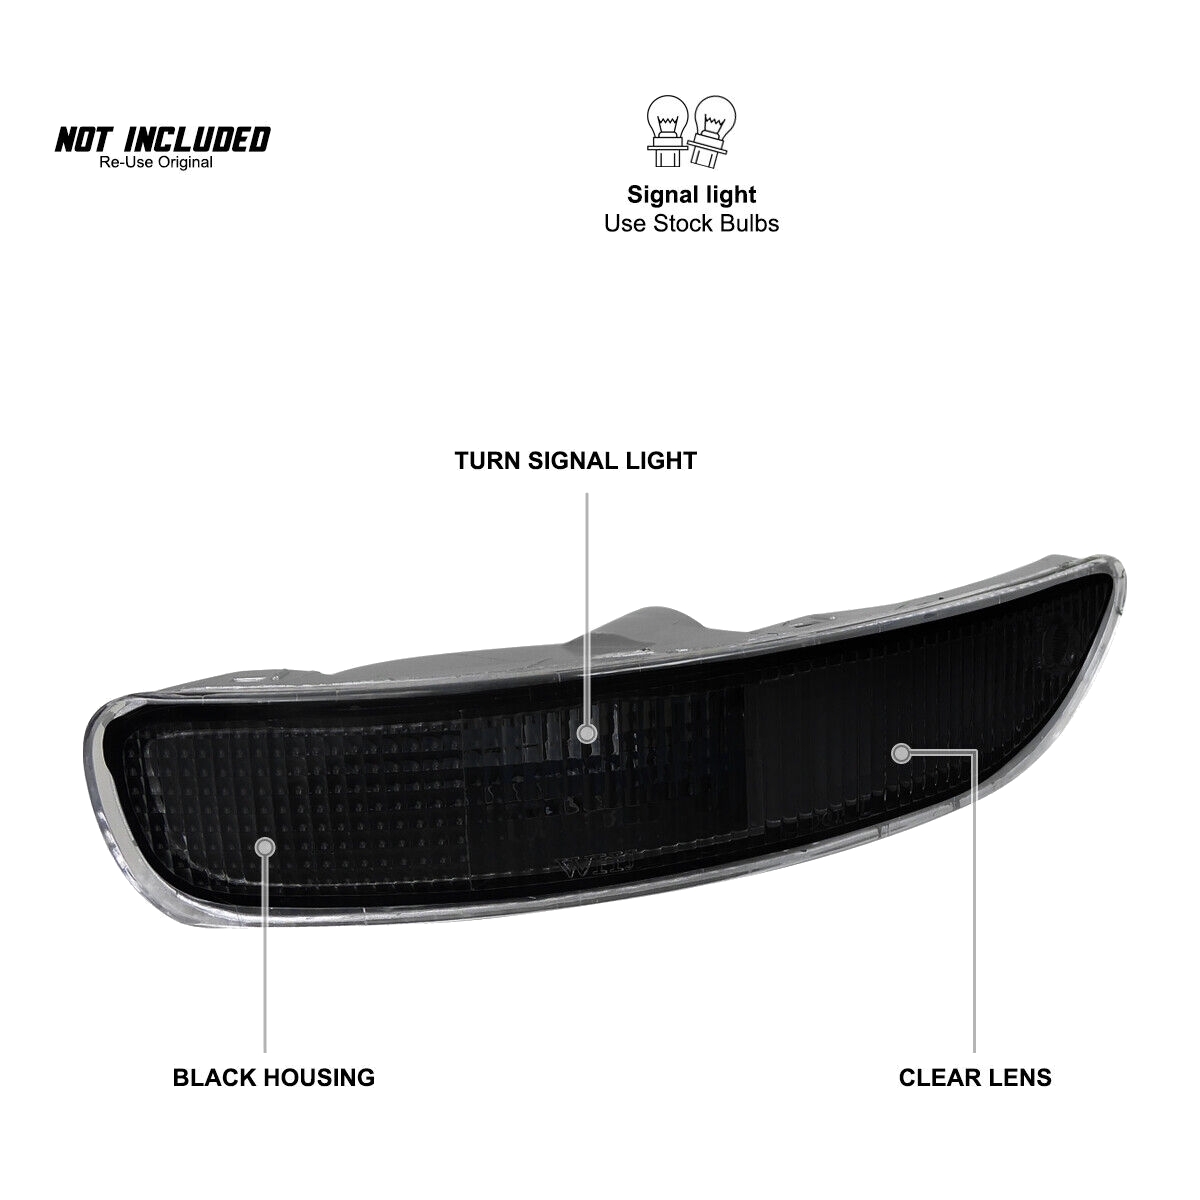 NOT INCLUDED
Re-Use Original
Signal light
Use Stock Bulbs
TURN SIGNAL LIGHT
BLACK HOUSING
CLEAR LENS